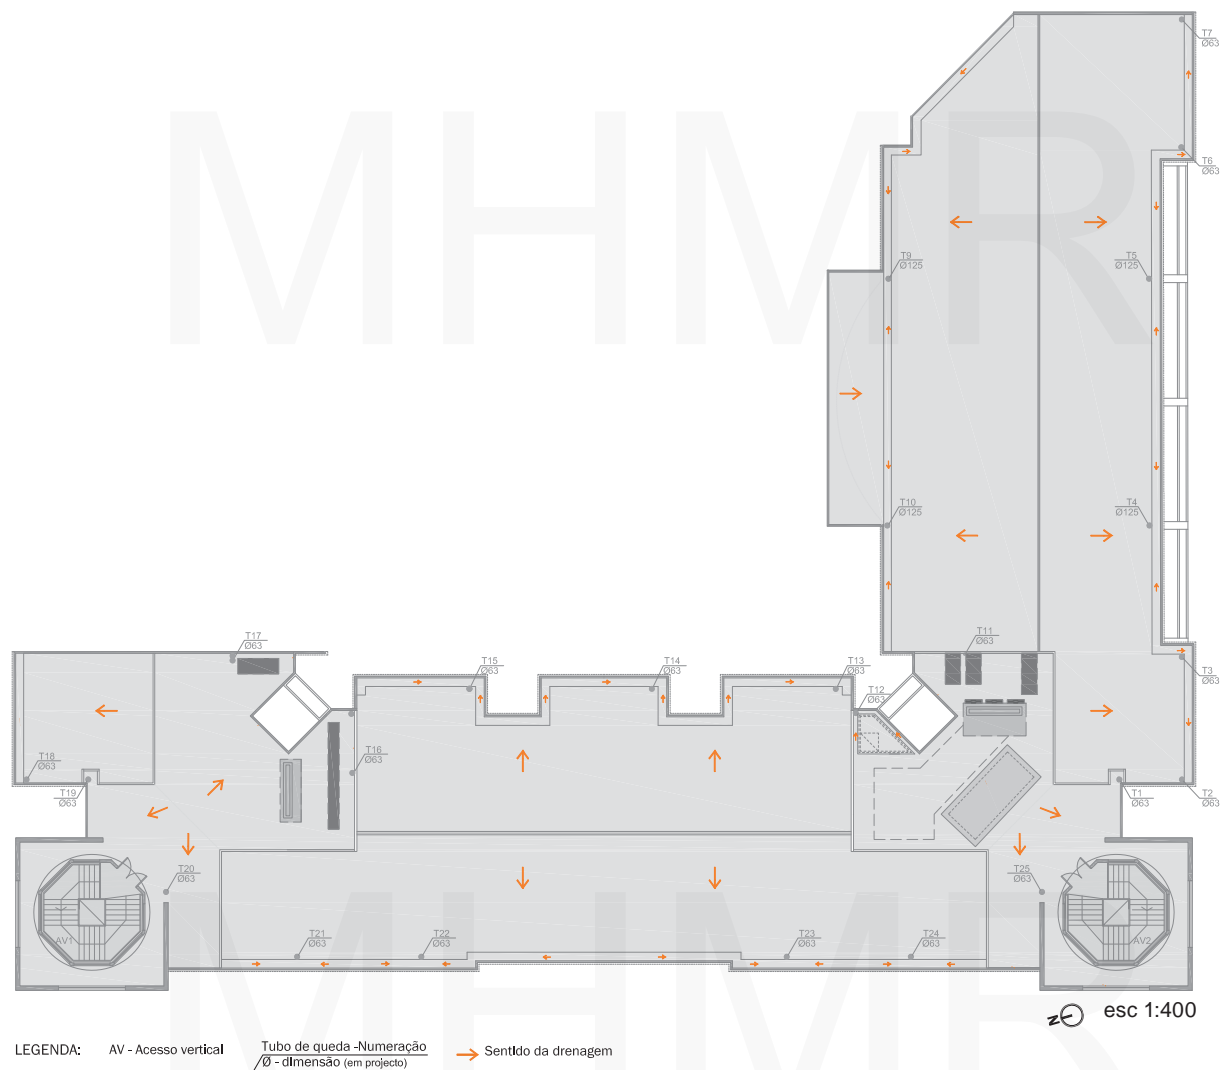 MHMR
T7
Ø63
T6
Ø63
T9
Ø125
T5
Ø125
T10
Ø125
T4
Ø125
T17
Ø63
T11
Ø63
T15
Ø63
T14
Ø63
T13
Ø63
T3
Ø63
T12
Ø63
T18
Ø63
T16
Ø63
T19
Ø63
T1
Ø63
T2
Ø63
T20
Ø63
T25
Ø63
MHMR
AV1
T21
Ø63
T22
Ø63
T23
Ø63
T24
Ø63
AV2
N
esc 1:400
LEGENDA:
AV - Acesso vertical
Tubo de queda -Numeração
Ø - dimensão (em projecto)
Sentido da drenagem